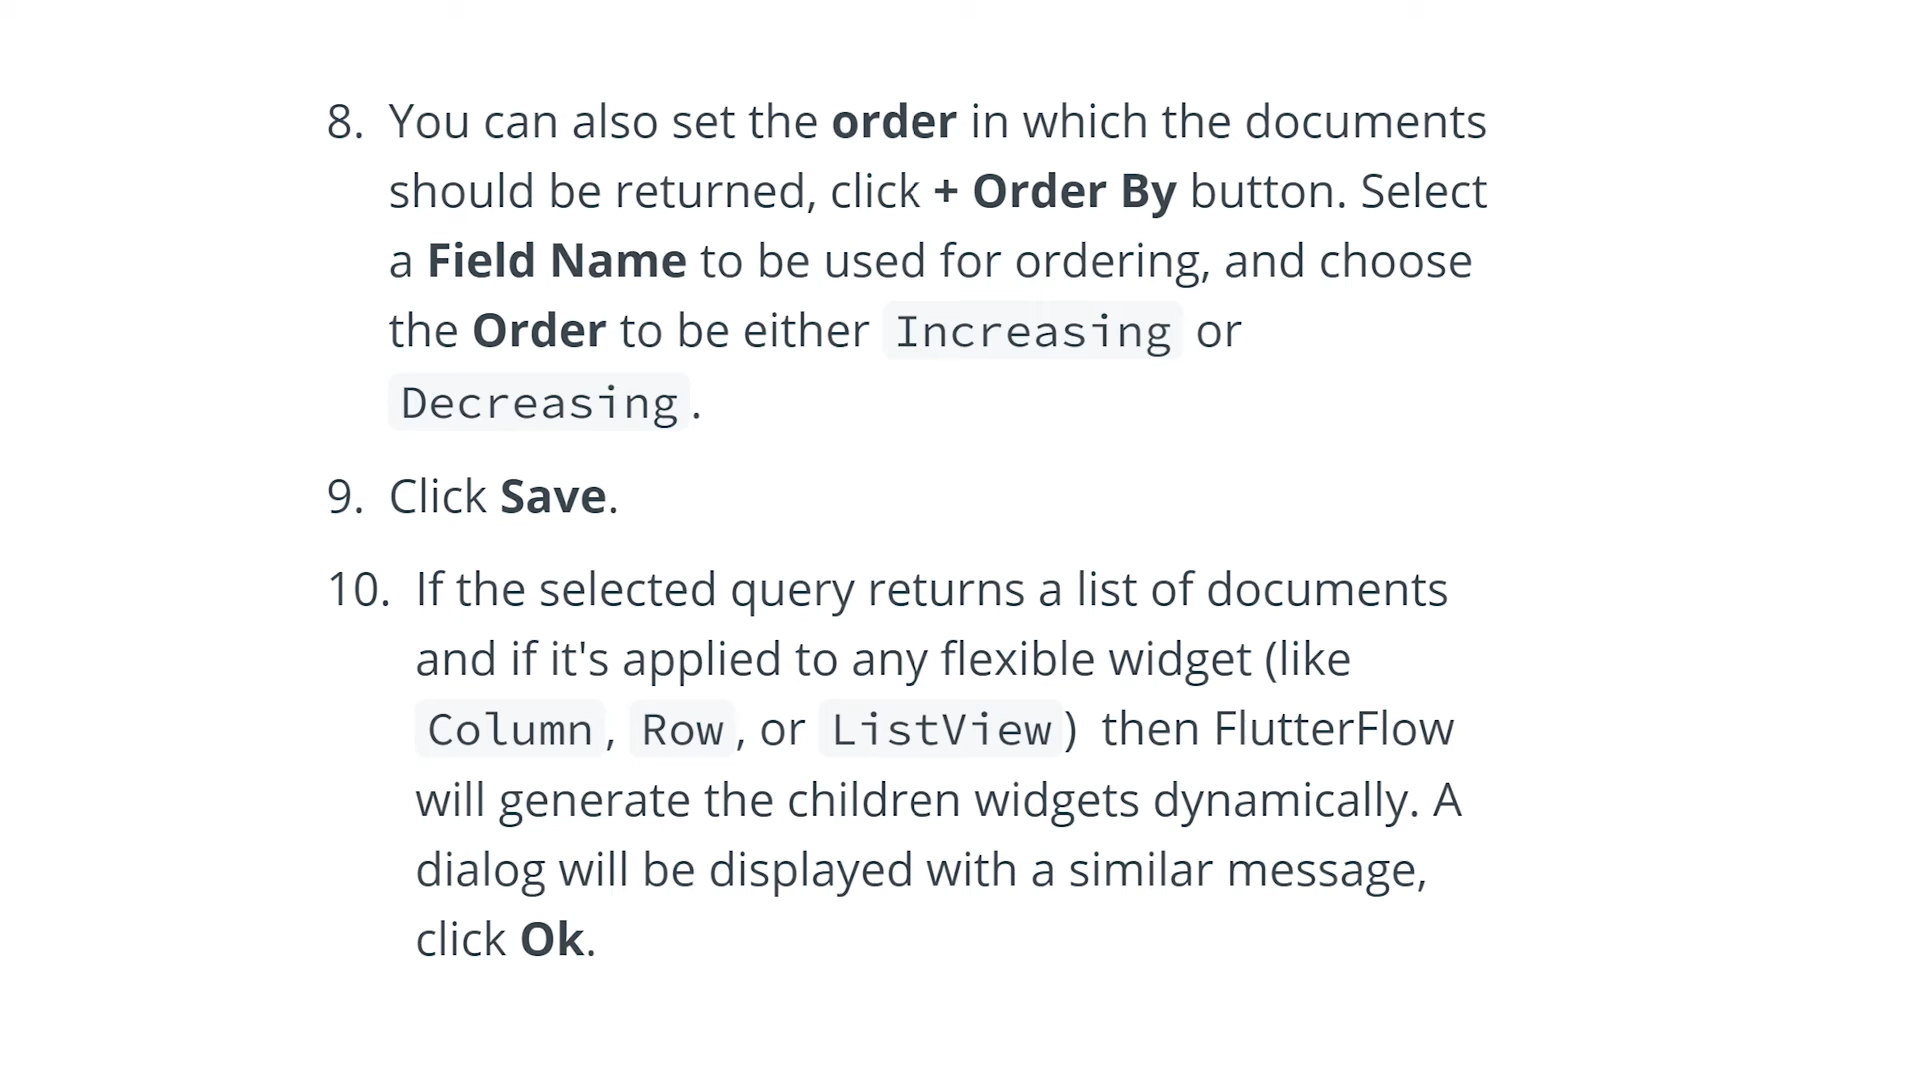 8. You can also set the order in which the documents
should be returned, click + Order By button. Select
a Field Name to be used for ordering, and choose
the Order to be either Increasing or
Decreasing.
9. Click Save.
10. If the selected query returns a list of documents
and if it's applied to any flexible widget (like
Column, Row, or ListView) then FlutterFlow
will generate the children widgets dynamically. A
dialog will be displayed with a similar message,
click Ok.